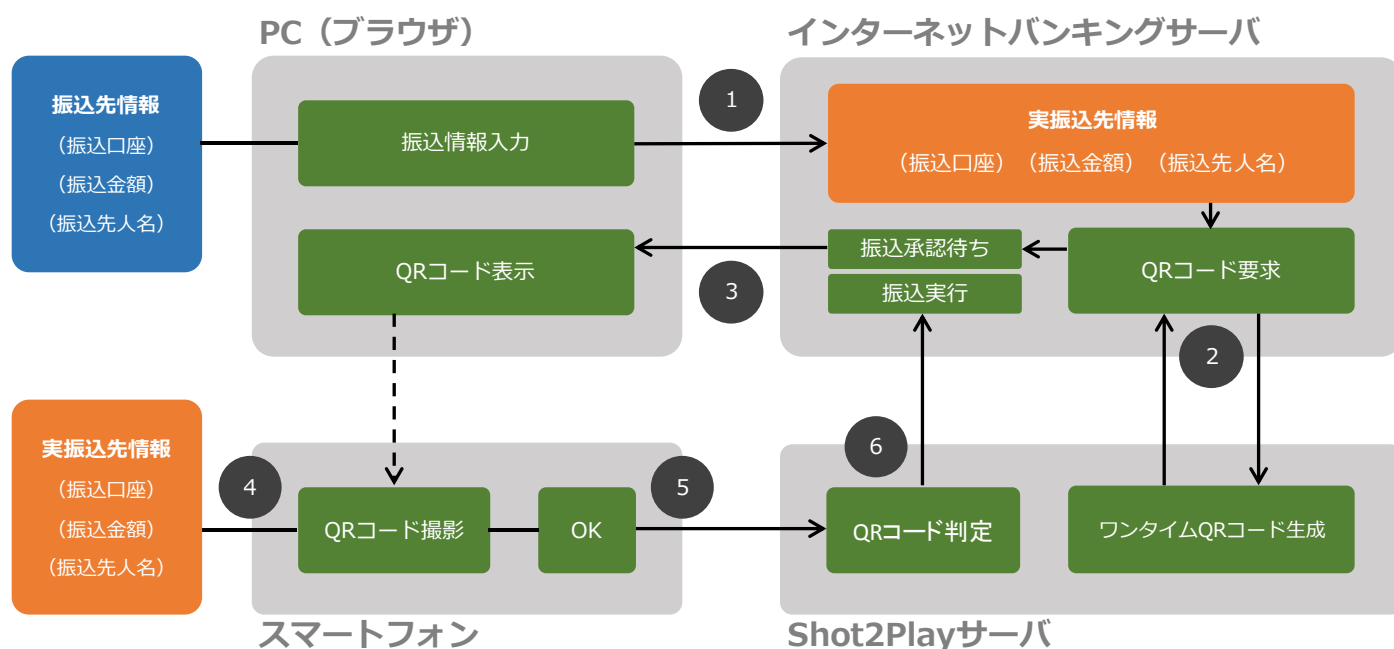 PC（ブラウザ）
インターネットバンキングサーバ
振込先情報
（振込口座）
（振込金額）
（振込先人名）
振込情報入力
1
実振込先情報
（振込口座）（振込金額）（振込先人名）
QRコード表示
3
振込承認待ち
振込実行
QRコード要求
2
実振込先情報
（振込口座）
（振込金額）
（振込先人名）
4
QRコード撮影
OK
5
6
QRコード判定
ワンタイムQRコード生成
スマートフォン
Shot2Playサーバ